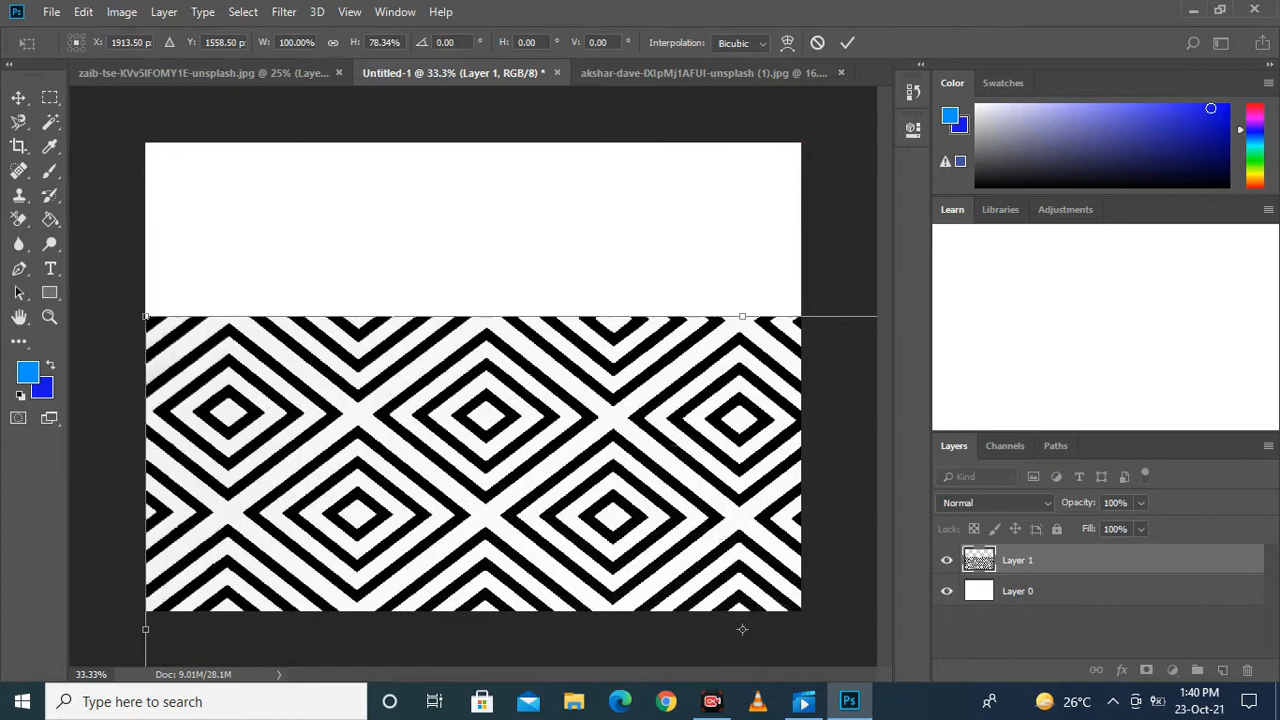 Ps File Edit Image Layer Type Select Filter 3D View Window Help
X: 1913.50 p: Y: 1558.50 p: W: 100.00% H: 78.34% 0.00 ° H: 0.00 ° V: 0.00 ° Interpolation: Bicubic
zaib-tse-KVv5lFOMY1E-unsplash.jpg @ 25% (Laye... × Untitled-1 @ 33.3% (Layer 1, RGB/8) * × akshar-dave-IXlpMj1AFUI-unsplash (1).jpg @ 16.... ×
Color Swatches
Learn Libraries Adjustments
Layers Channels Paths
Kind
Normal Opacity: 100%
Lock: Fill: 100%
Layer 1
Layer 0
33.33% Doc: 9.01M/28.1M
Type here to search Ps 26°C 1:40 PM
23-Oct-21